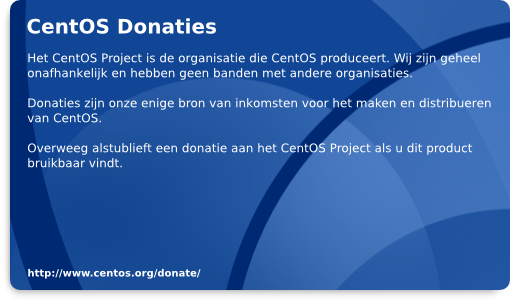 CentOS Donaties
Het CentOS Project is de organisatie die CentOS produceert. Wij zijn geheel
onafhankelijk en hebben geen banden met andere organisaties.
Donaties zijn onze enige bron van inkomsten voor het maken en distribueren
van CentOS.
Overweeg alstublieft een donatie aan het CentOS Project als u dit product
bruikbaar vindt.
http://www.centos.org/donate/